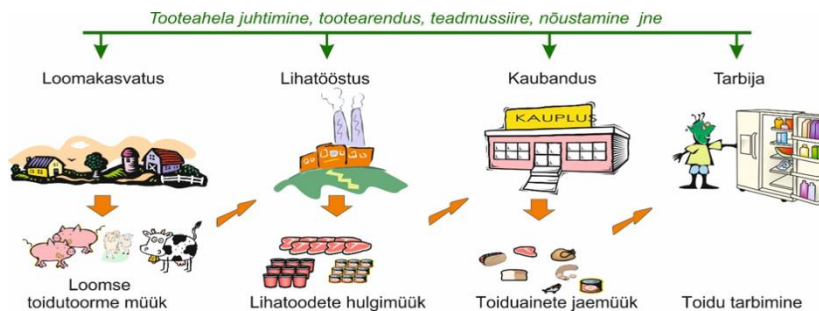 Tooteahela juhtimine, tootearendus, teadmussiire, nõustamine jne
Loomakasvatus
Lihatööstus
Kaubandus
Tarbija
KAUPLUS
Loomse
toidutoorme müük
Lihatoodete hulgimüük
Toiduainete jaemüük
Toidu tarbimine